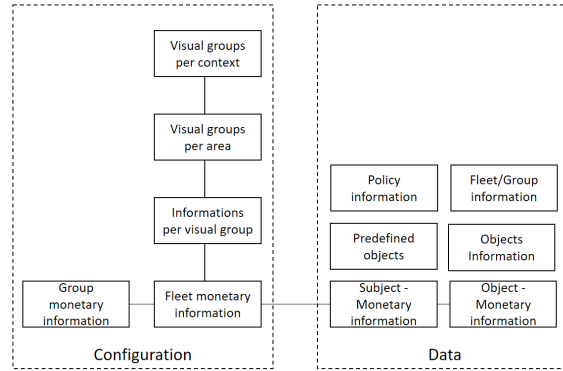 Visual groups
per context
Visual groups
per area
Informations
per visual group
Group
monetary
information
Fleet monetary
information
Configuration
Policy
information
Fleet/Group
information
Predefined
objects
Objects
Information
Subject -
Monetary
information
Object -
Monetary
information
Data